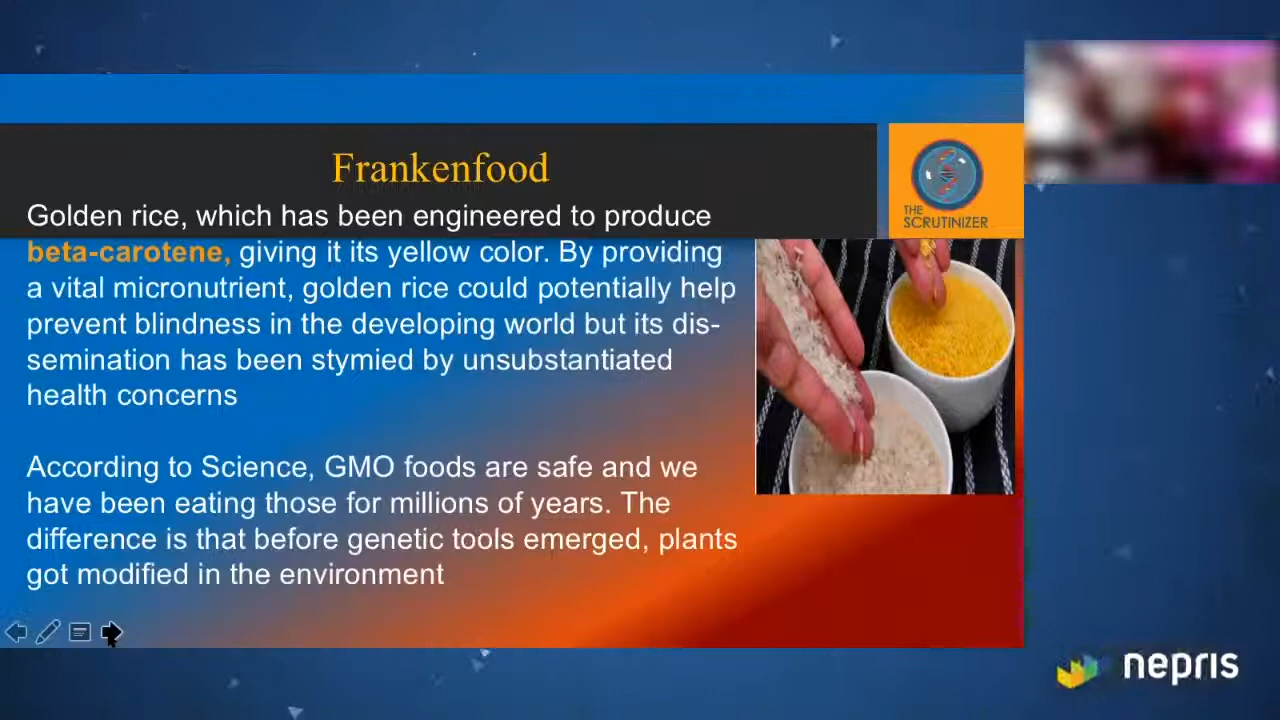 Frankenfood
Golden rice, which has been engineered to produce
beta-carotene, giving it its yellow color. By providing
a vital micronutrient, golden rice could potentially help
prevent blindness in the developing world but its dis-
semination has been stymied by unsubstantiated
health concerns
According to Science, GMO foods are safe and we
have been eating those for millions of years. The
difference is that before genetic tools emerged, plants
got modified in the environment
THE
SCRUTINIZER
nepris